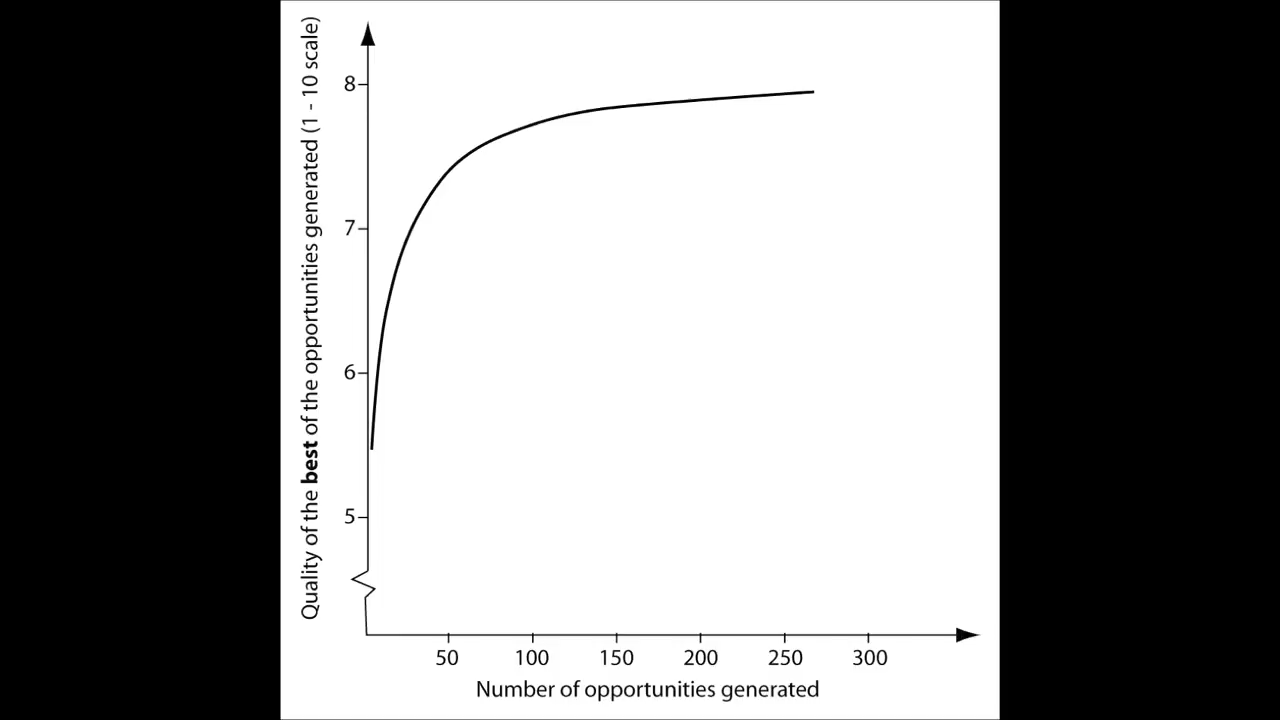 Quality of the best of the opportunities generated (1 - 10 scale)
8
7
6
5
50 100 150 200 250 300
Number of opportunities generated